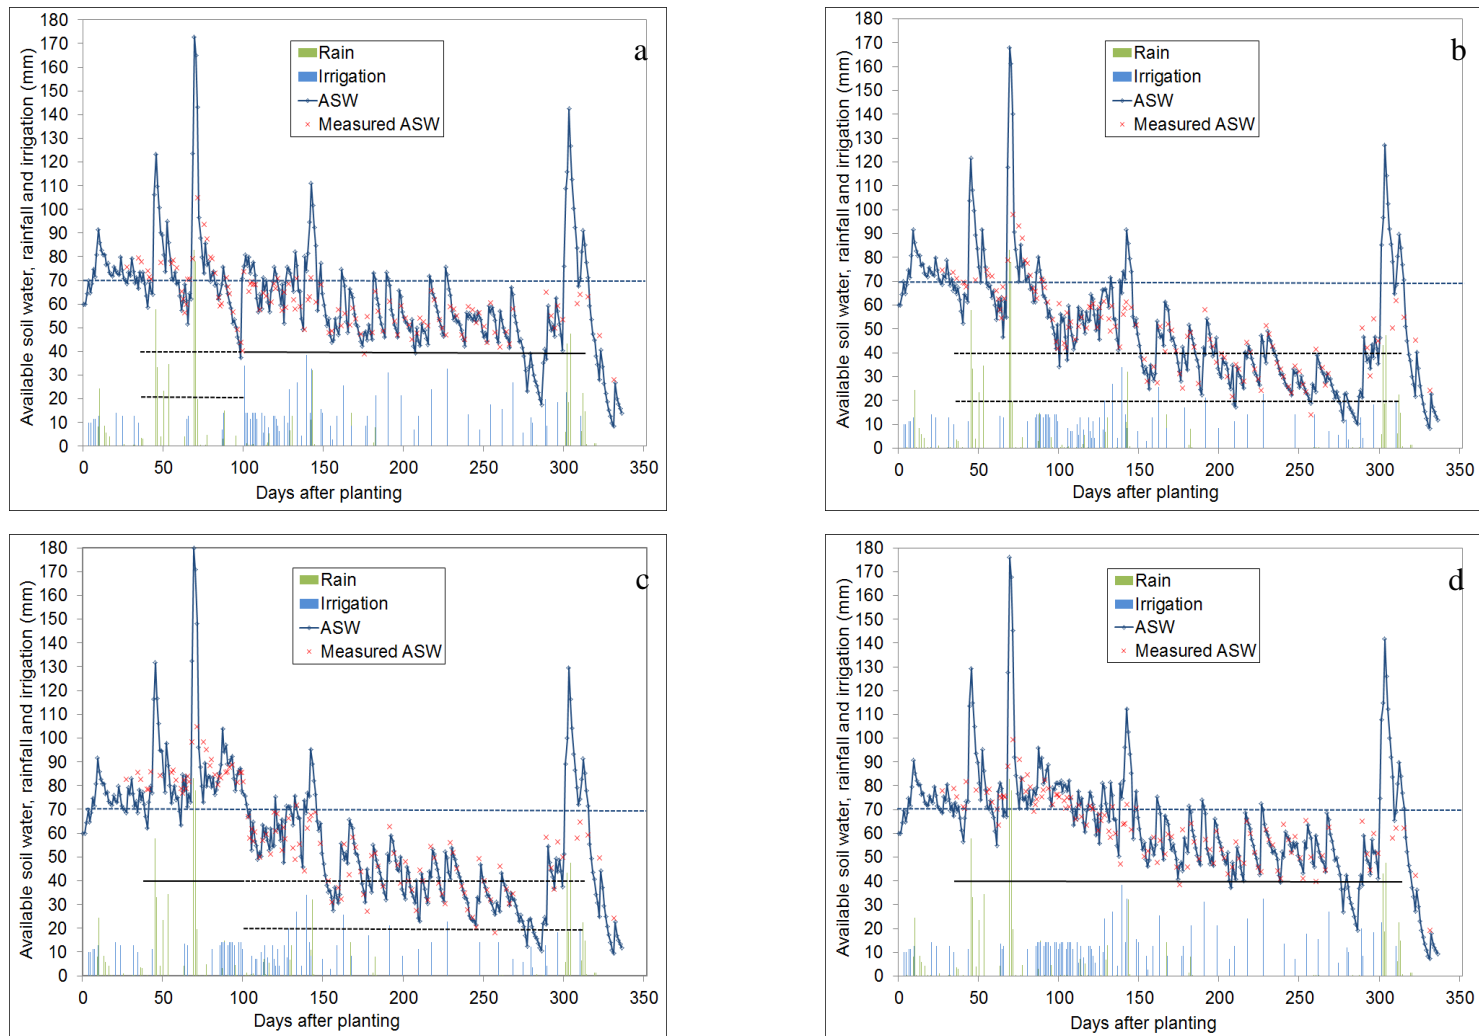 a
Available soil water, rainfall and irrigation (mm)
180
170
160
150
140
130
120
110
100
90
80
70
60
50
40
30
20
10
0
Rain
Irrigation
ASW
Measured ASW
0 50 100 150 200 250 300 350
Days after planting
b
Available soil water, rainfall and irrigation (mm)
180
170
160
150
140
130
120
110
100
90
80
70
60
50
40
30
20
10
0
Rain
Irrigation
ASW
Measured ASW
0 50 100 150 200 250 300 350
Days after planting
c
Available soil water, rainfall and irrigation (mm)
180
170
160
150
140
130
120
110
100
90
80
70
60
50
40
30
20
10
0
Rain
Irrigation
ASW
Measured ASW
0 50 100 150 200 250 300 350
Days after planting
d
Available soil water, rainfall and irrigation (mm)
180
170
160
150
140
130
120
110
100
90
80
70
60
50
40
30
20
10
0
Rain
Irrigation
ASW
Measured ASW
0 50 100 150 200 250 300 350
Days after planting